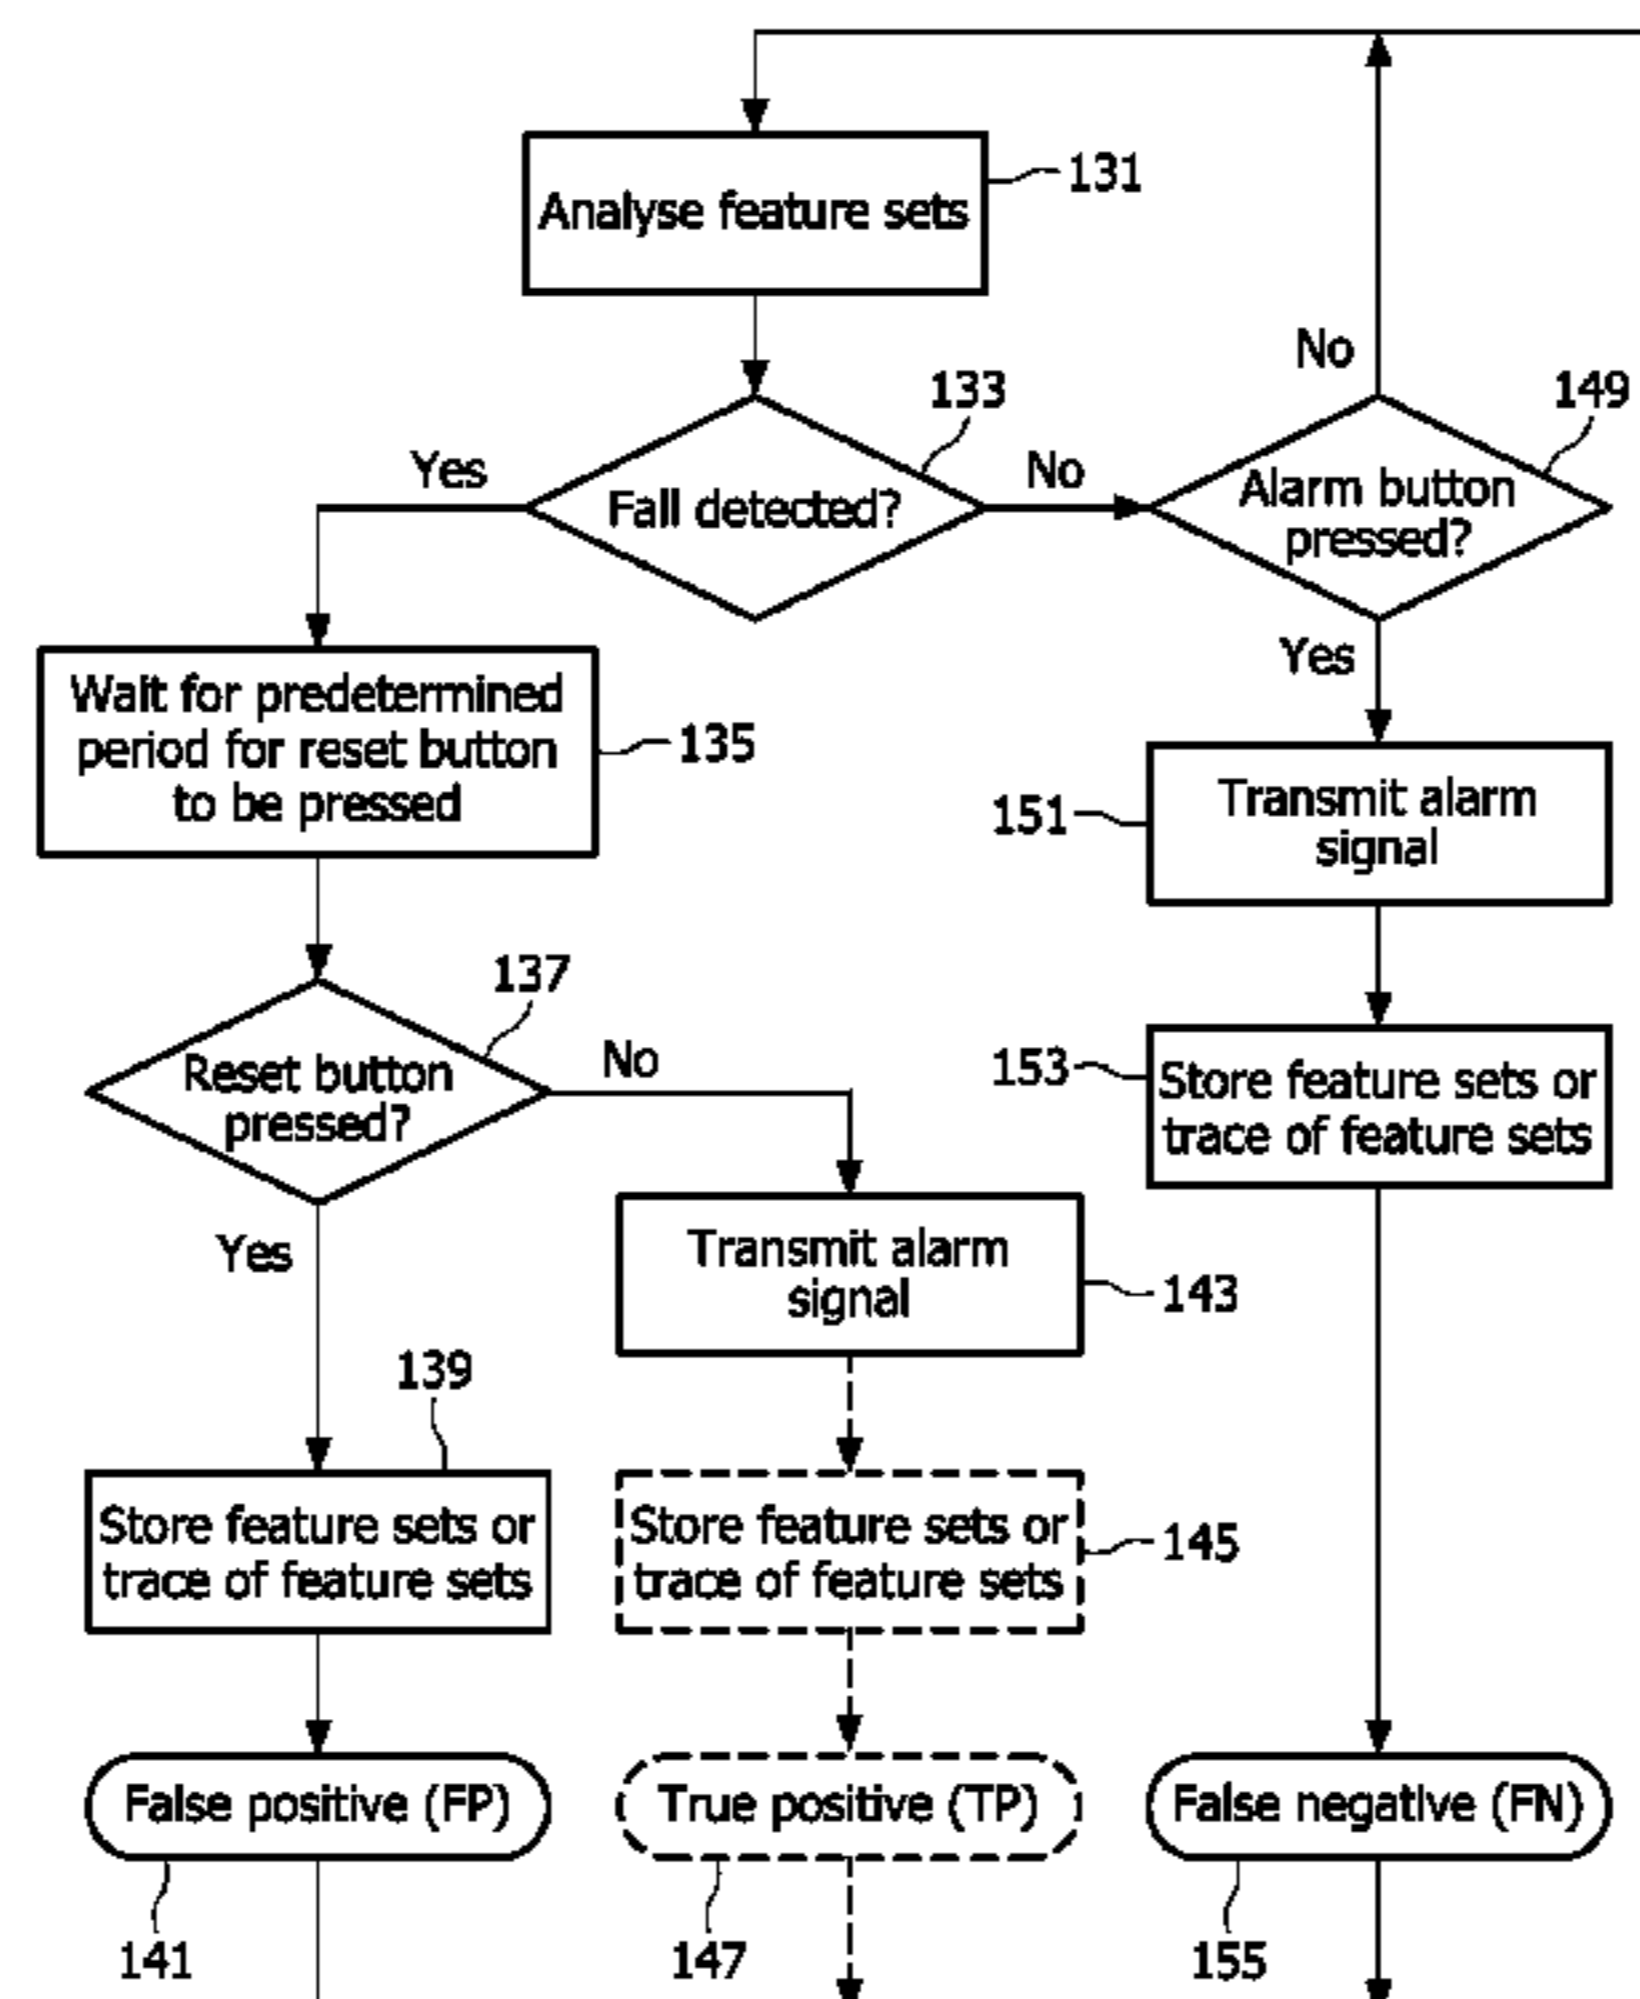 Analyse feature sets
131
133
Fall detected?
Yes
No
No
149
Alarm button
pressed?
Yes
Wait for predetermined
period for reset button
to be pressed
135
151
Transmit alarm
signal
137
Reset button
pressed?
No
Yes
153
Store feature sets or
trace of feature sets
Transmit alarm
signal
143
139
Store feature sets or
trace of feature sets
Store feature sets or
trace of feature sets
145
False positive (FP)
True positive (TP)
False negative (FN)
141
147
155